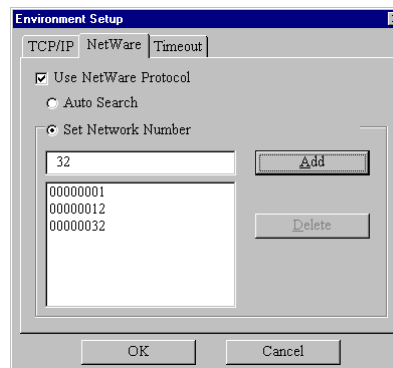 Environment Setup
TCP/IP NetWare Timeout
Use NetWare Protocol
Auto Search
Set Network Number
32 Add
00000001
00000012
00000032
Delete
OK Cancel